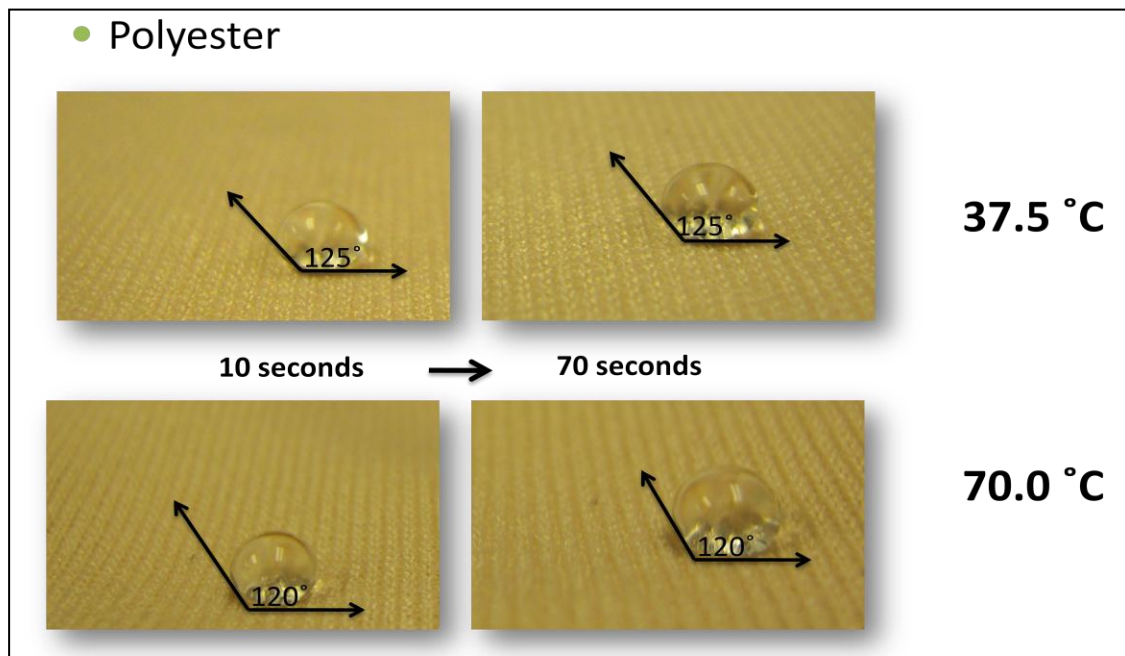 • Polyester
125˚
125˚
37.5 ˚C
10 seconds
70 seconds
120˚
120˚
70.0 ˚C